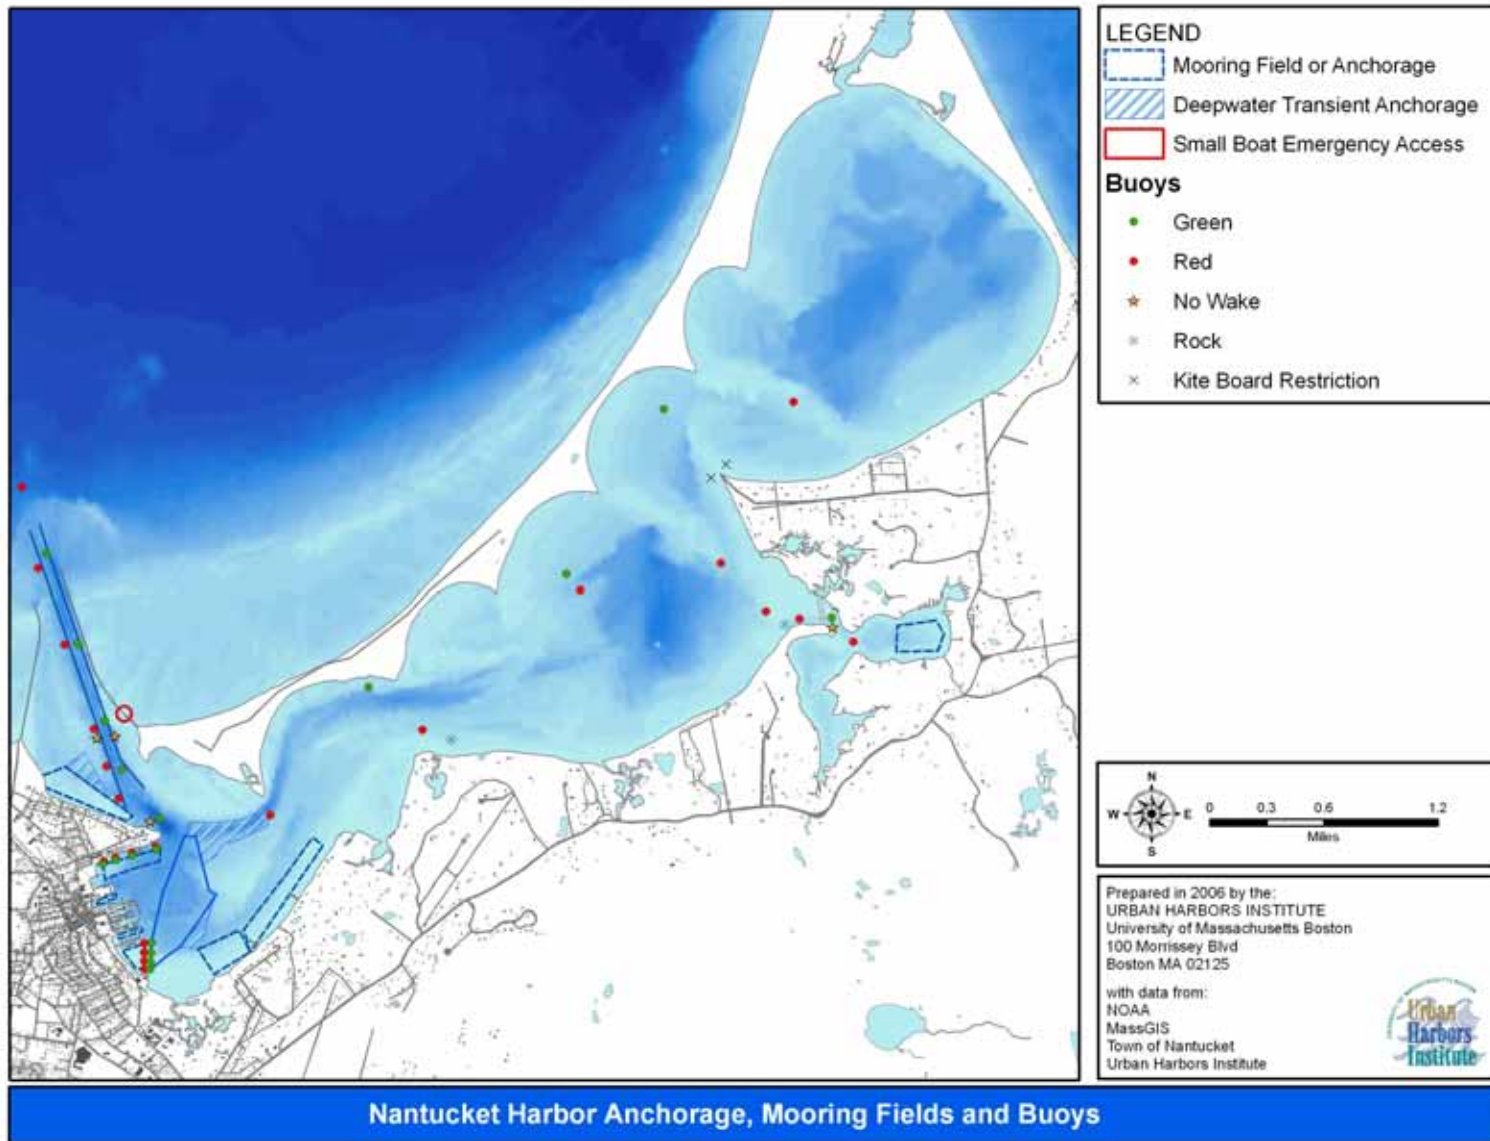 LEGEND
Mooring Field or Anchorage
Deepwater Transient Anchorage
Small Boat Emergency Access
Buoys
Green
Red
No Wake
Rock
Kite Board Restriction
N
W
E
S
0 0.3 0.6 1.2
Miles
Prepared in 2006 by the:
URBAN HARBORS INSTITUTE
University of Massachusetts Boston
100 Morrissey Blvd
Boston MA 02125
with data from:
NOAA
MassGIS
Town of Nantucket
Urban Harbors Institute
Urban
Harbors
Institute
Nantucket Harbor Anchorage, Mooring Fields and Buoys